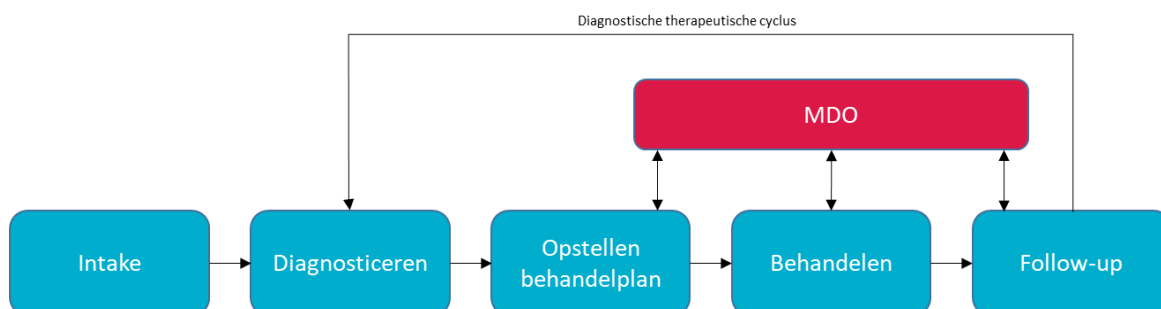 Diagnostische therapeutische cyclus
MDO
Intake
Diagnosticeren
Opstellen
behandelplan
Behandelen
Follow-up